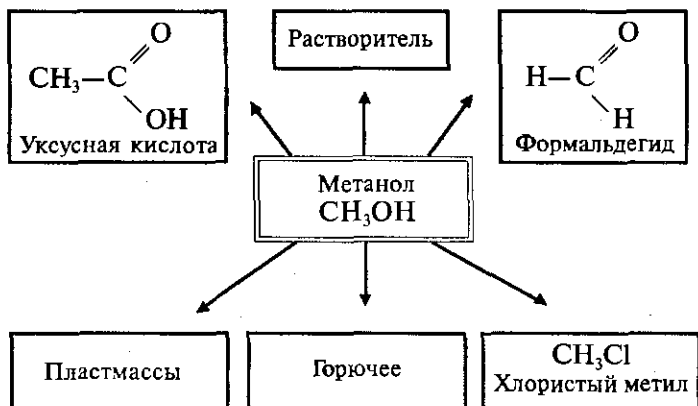 CH₃—C
O
OH
Уксусная кислота
Растворитель
H—C
O
H
Формальдегид
Метанол
CH₃OH
Пластмассы
Горючее
CH₃Cl
Хлористый метил